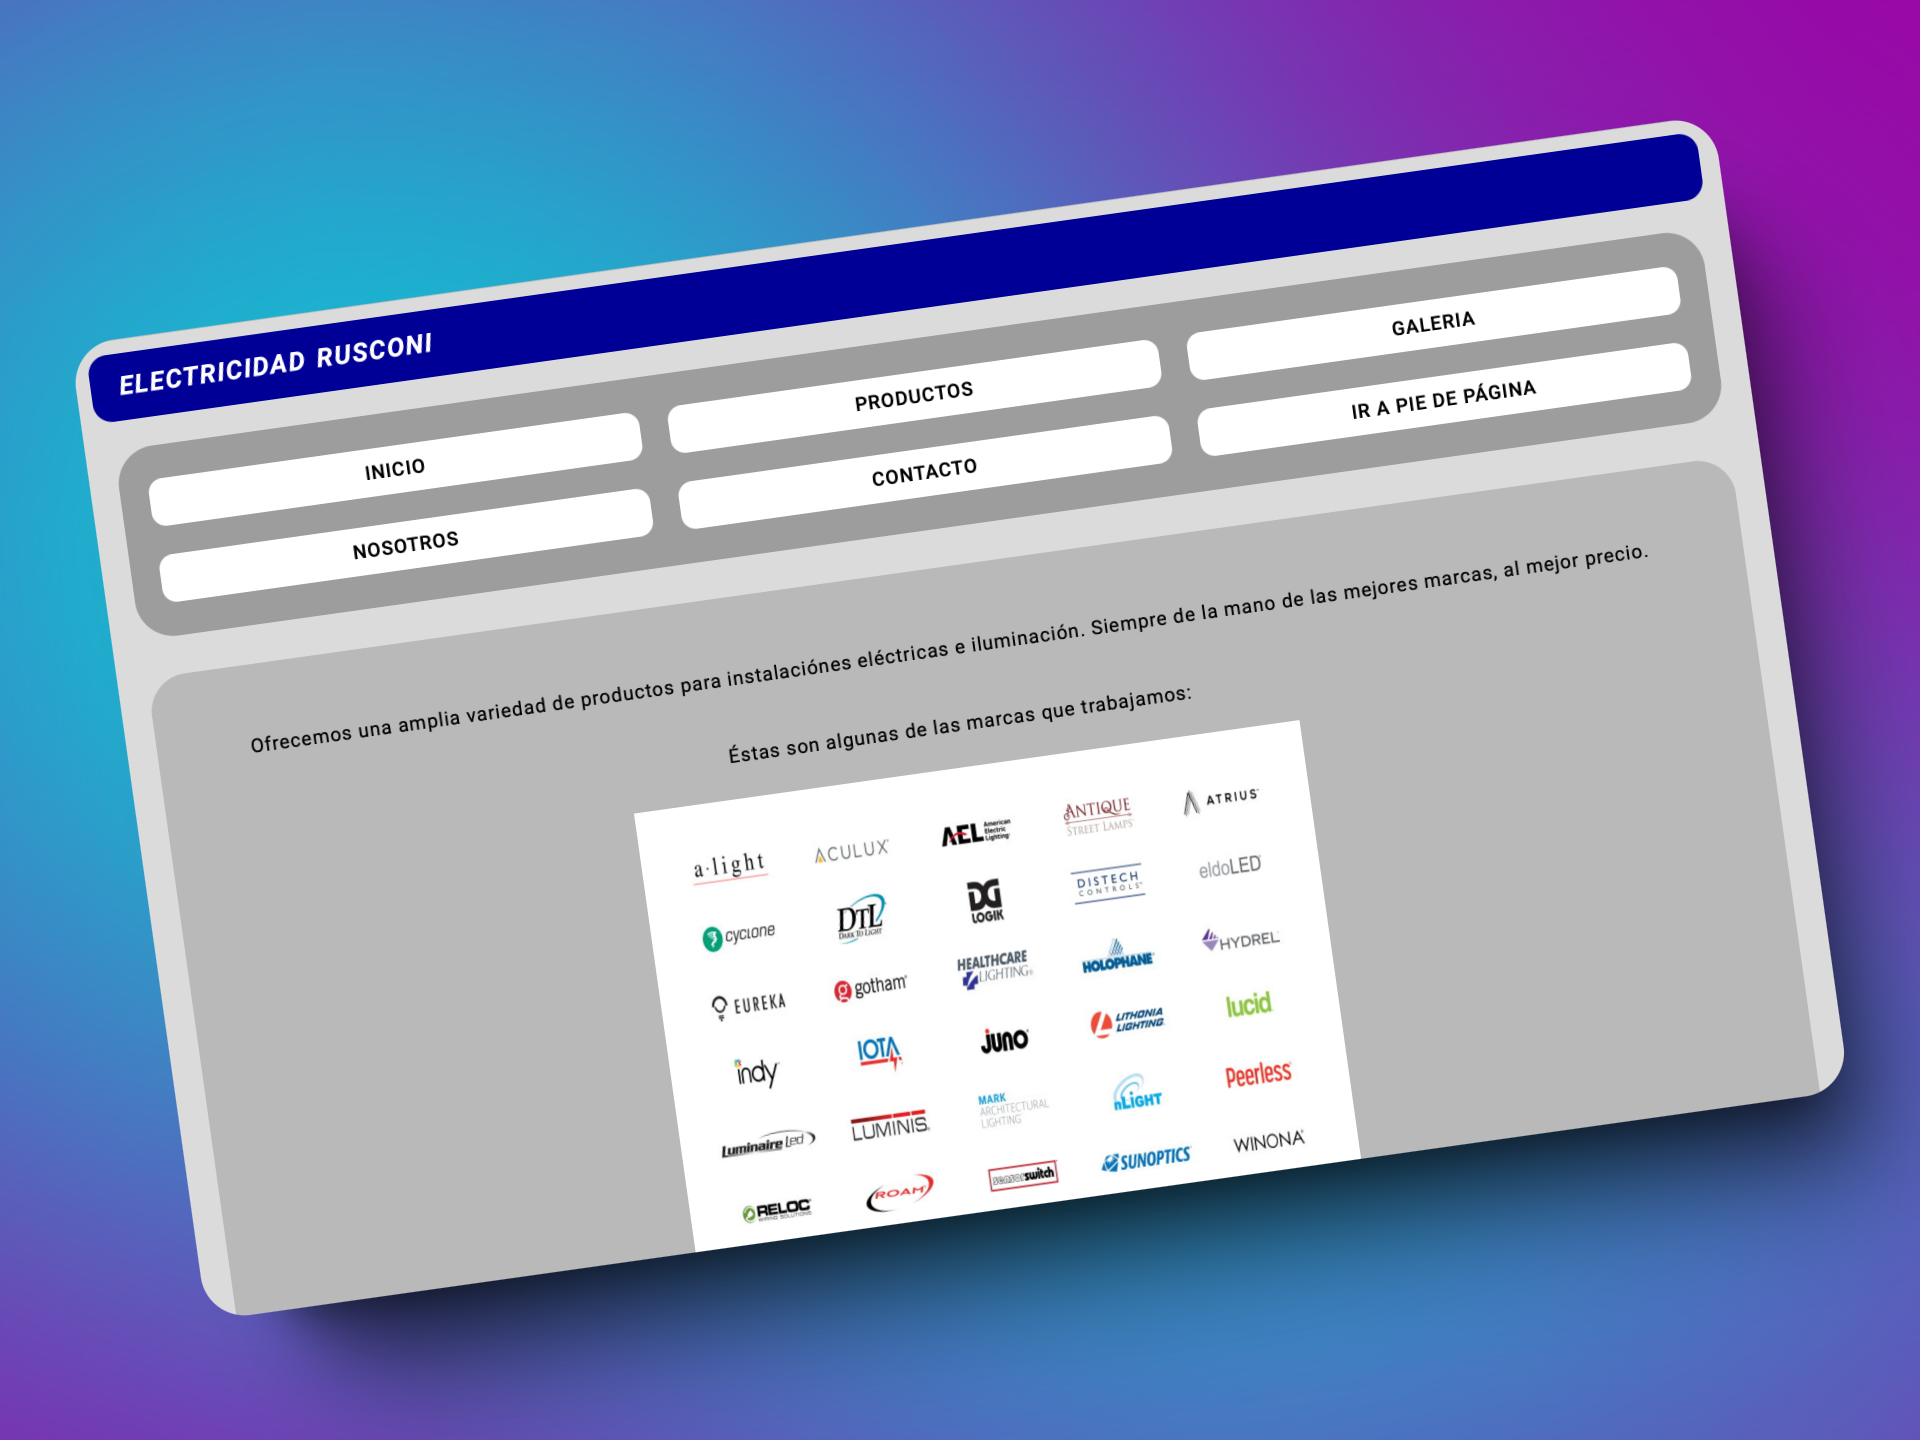 ELECTRICIDAD RUSCONI
INICIO
PRODUCTOS
GALERIA
NOSOTROS
CONTACTO
IR A PIE DE PÁGINA
Ofrecemos una amplia variedad de productos para instalaciónes eléctricas e iluminación. Siempre de la mano de las mejores marcas, al mejor precio.
Éstas son algunas de las marcas que trabajamos:
a·light
ACULUX
AEL American Electric Lighting
ANTIQUE
STREET LAMPS
ATRIUS
cyclone
DTL
DARK TO LIGHT
DG
LOGIK
DISTECH
CONTROLS
eldoLED
EUREKA
g gotham
HEALTHCARE
LIGHTING
HOLOPHANE
HYDREL
indy
IOTA
juno
LITHONIA
LIGHTING
lucid
Luminaire Led
LUMINIS
MARK
ARCHITECTURAL
LIGHTING
nLIGHT
Peerless
RELOC
WIRING SOLUTIONS
ROAM
sensorswitch
SUNOPTICS
WINONA